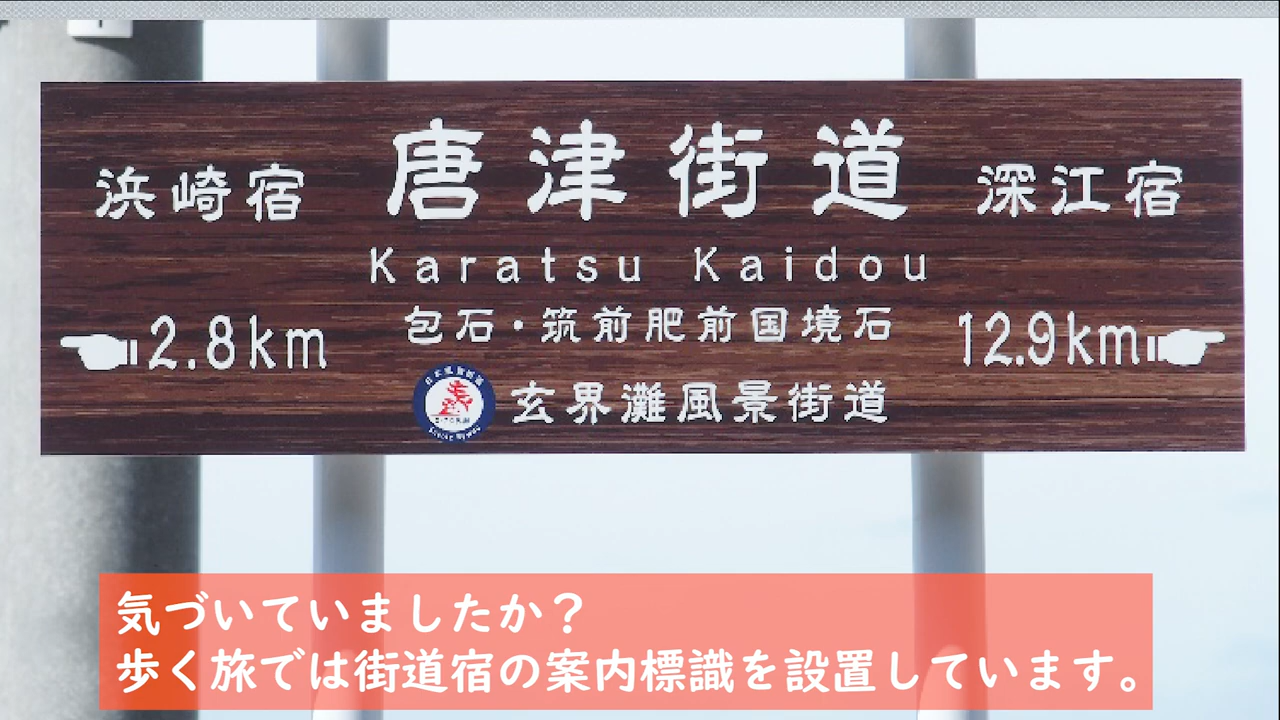 唐津街道
浜崎宿
深江宿
Karatsu Kaidou
包石・筑前肥前国境石
2.8km
12.9km
玄界灘風景街道
気づいていましたか？
歩く旅では街道宿の案内標識を設置しています。